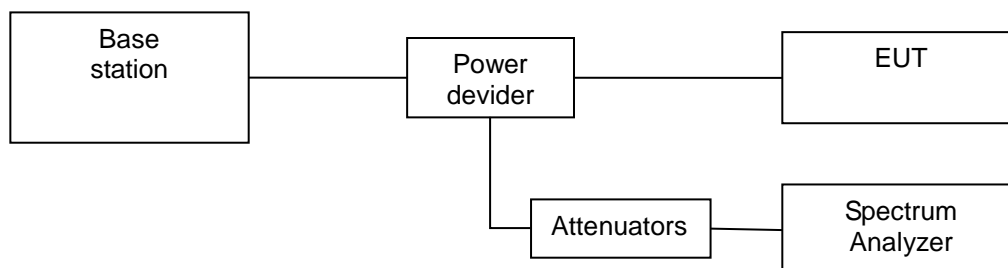 Base
station
Power
devider
EUT
Attenuators
Spectrum
Analyzer